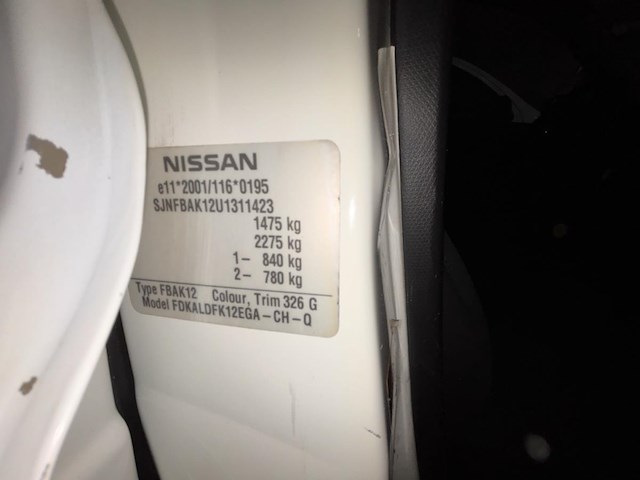 NISSAN
e11*2001/116*0195
SJNFBAK12U1311423
1475 kg
2275 kg
1- 840 kg
2- 780 kg
Type FBAK12 Colour, Trim 326 G
Model FDKALDFK12EGA-CH-Q